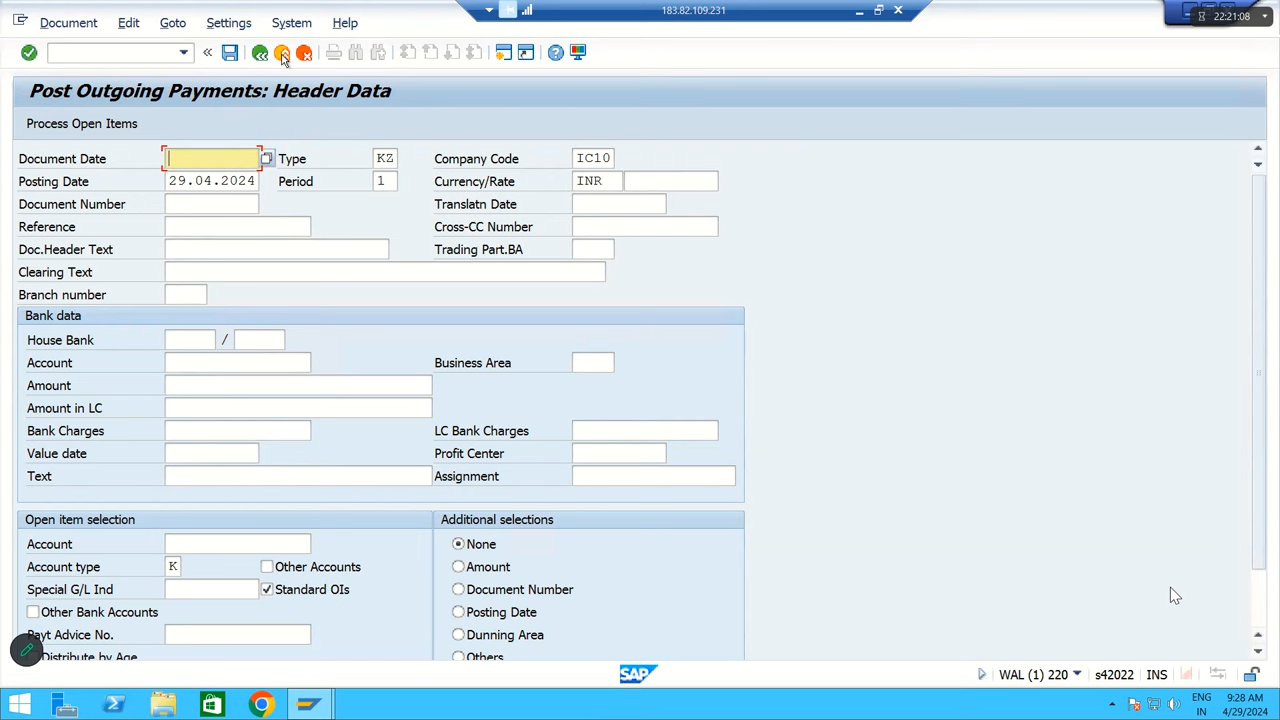 183.82.109.231
22:21:08
Document Edit Goto Settings System Help
Post Outgoing Payments: Header Data
Process Open Items
Document Date Type KZ Company Code IC10
Posting Date 29.04.2024 Period 1 Currency/Rate INR
Document Number Translatn Date
Reference Cross-CC Number
Doc.Header Text Trading Part.BA
Clearing Text
Branch number
Bank data
House Bank /
Account Business Area
Amount
Amount in LC
Bank Charges LC Bank Charges
Value date Profit Center
Text Assignment
Open item selection Additional selections
Account None
Account type K Other Accounts Amount
Special G/L Ind Standard OIs Document Number
Other Bank Accounts Posting Date
Payt Advice No. Dunning Area
Distribute by Age Others
SAP WAL (1) 220 s42022 INS
ENG 9:28 AM
IN 4/29/2024